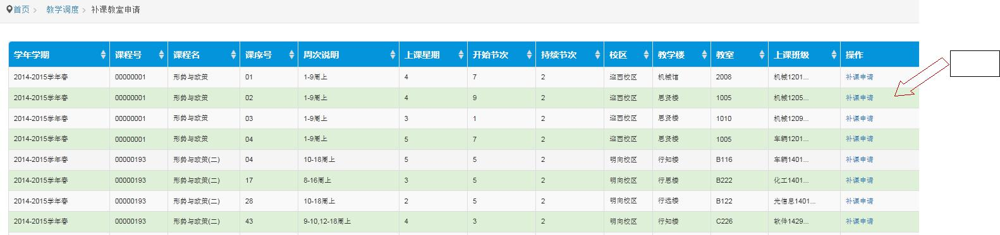 首页 > 教学调度 > 补课教室申请
学年学期 课程号 课程名 课序号 周次说明 上课星期 开始节次 持续节次 校区 教学楼 教室 上课班级 操作
2014-2015学年春 00000001 形势与政策 01 1-9周上 4 7 2 迎西校区 机械馆 2008 机械1201... 补课申请
2014-2015学年春 00000001 形势与政策 02 1-9周上 4 9 2 迎西校区 思贤楼 1005 机械1205... 补课申请
2014-2015学年春 00000001 形势与政策 03 1-9周上 3 1 2 迎西校区 思贤楼 1010 机械1209... 补课申请
2014-2015学年春 00000001 形势与政策 04 1-9周上 5 7 2 迎西校区 思贤楼 1005 车辆1201... 补课申请
2014-2015学年春 00000193 形势与政策(二) 04 10-18周上 5 5 2 明向校区 行知楼 B116 车辆1401... 补课申请
2014-2015学年春 00000193 形势与政策(二) 17 8-16周上 3 5 2 明向校区 行思楼 B222 化工1401... 补课申请
2014-2015学年春 00000193 形势与政策(二) 28 10-18周上 2 5 2 明向校区 行远楼 B122 光信息1401... 补课申请
2014-2015学年春 00000193 形势与政策(二) 43 9-10,12-18周上 4 3 2 明向校区 行知楼 C226 软件1429... 补课申请